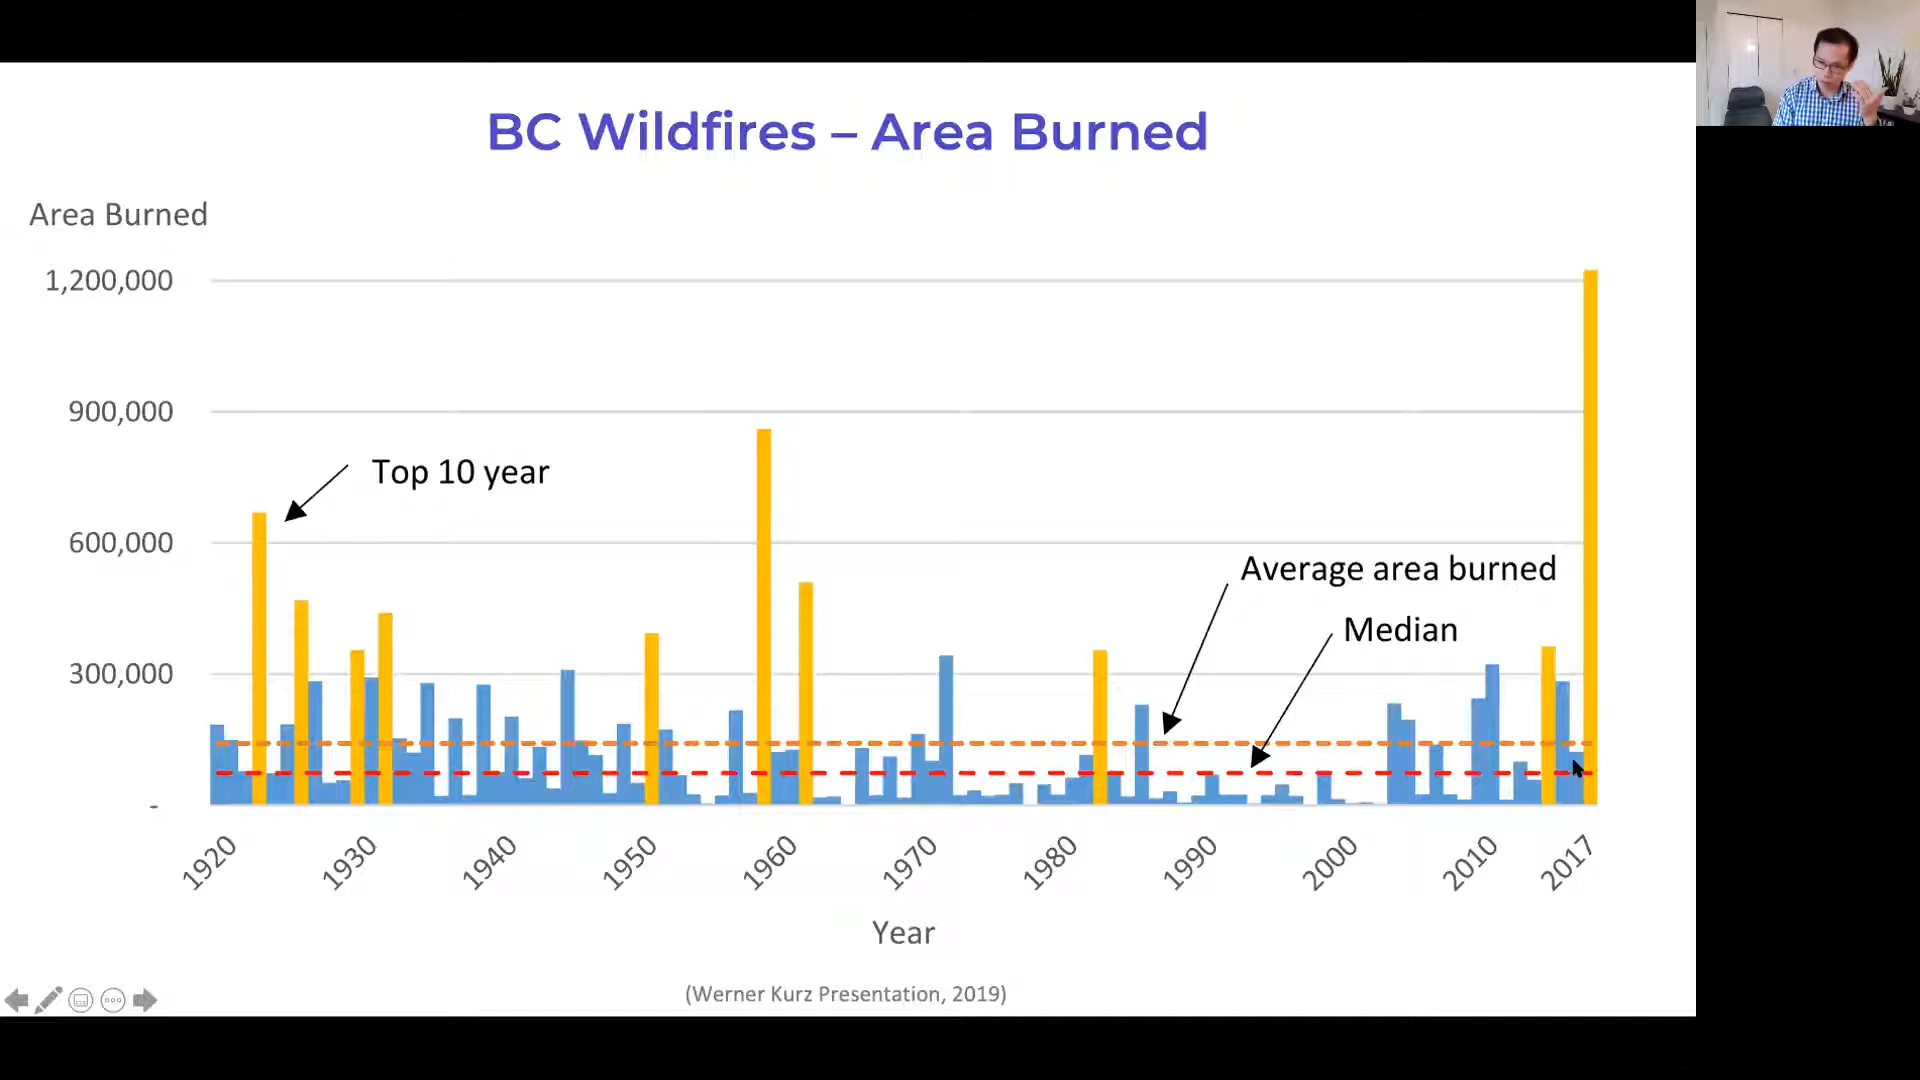 BC Wildfires – Area Burned
Area Burned
1,200,000
900,000
600,000
300,000
-
Top 10 year
Average area burned
Median
1920
1930
1940
1950
1960
1970
1980
1990
2000
2010
2017
Year
(Werner Kurz Presentation, 2019)